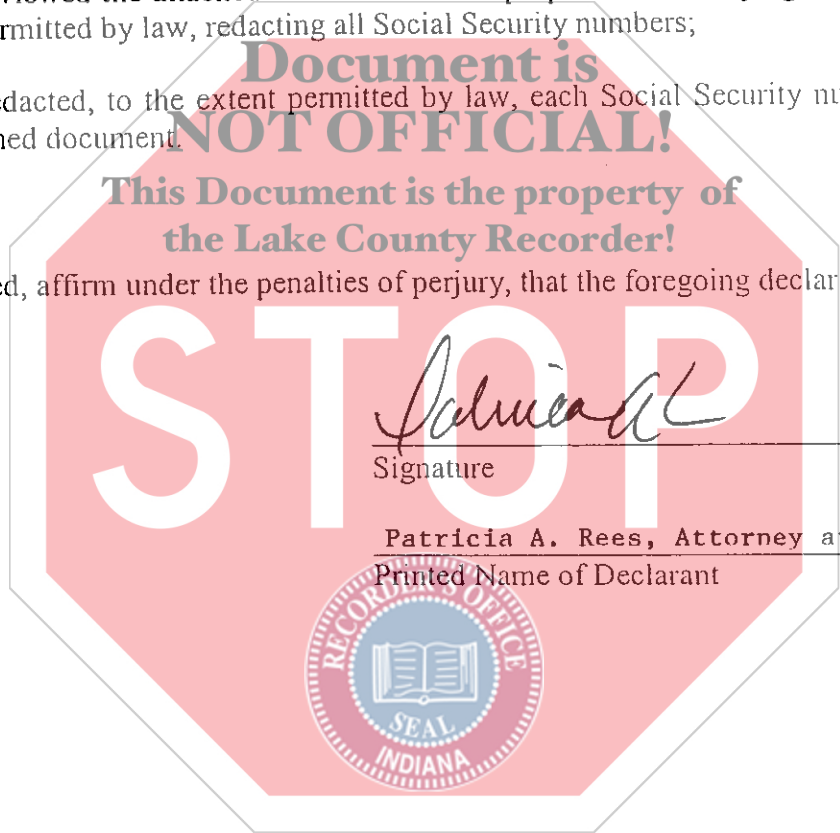 rmitted by law, redacting all Social Security numbers;
Document is
dacted, to the extent permitted by law, each Social Security nu
ned document.
NOT OFFICIAL!
This Document is the property of
the Lake County Recorder!
ed, affirm under the penalties of perjury, that the foregoing declar
STOP
Signature
Patricia A. Rees, Attorney a
Printed Name of Declarant
RECORDER'S OFFICE
SEAL
INDIANA